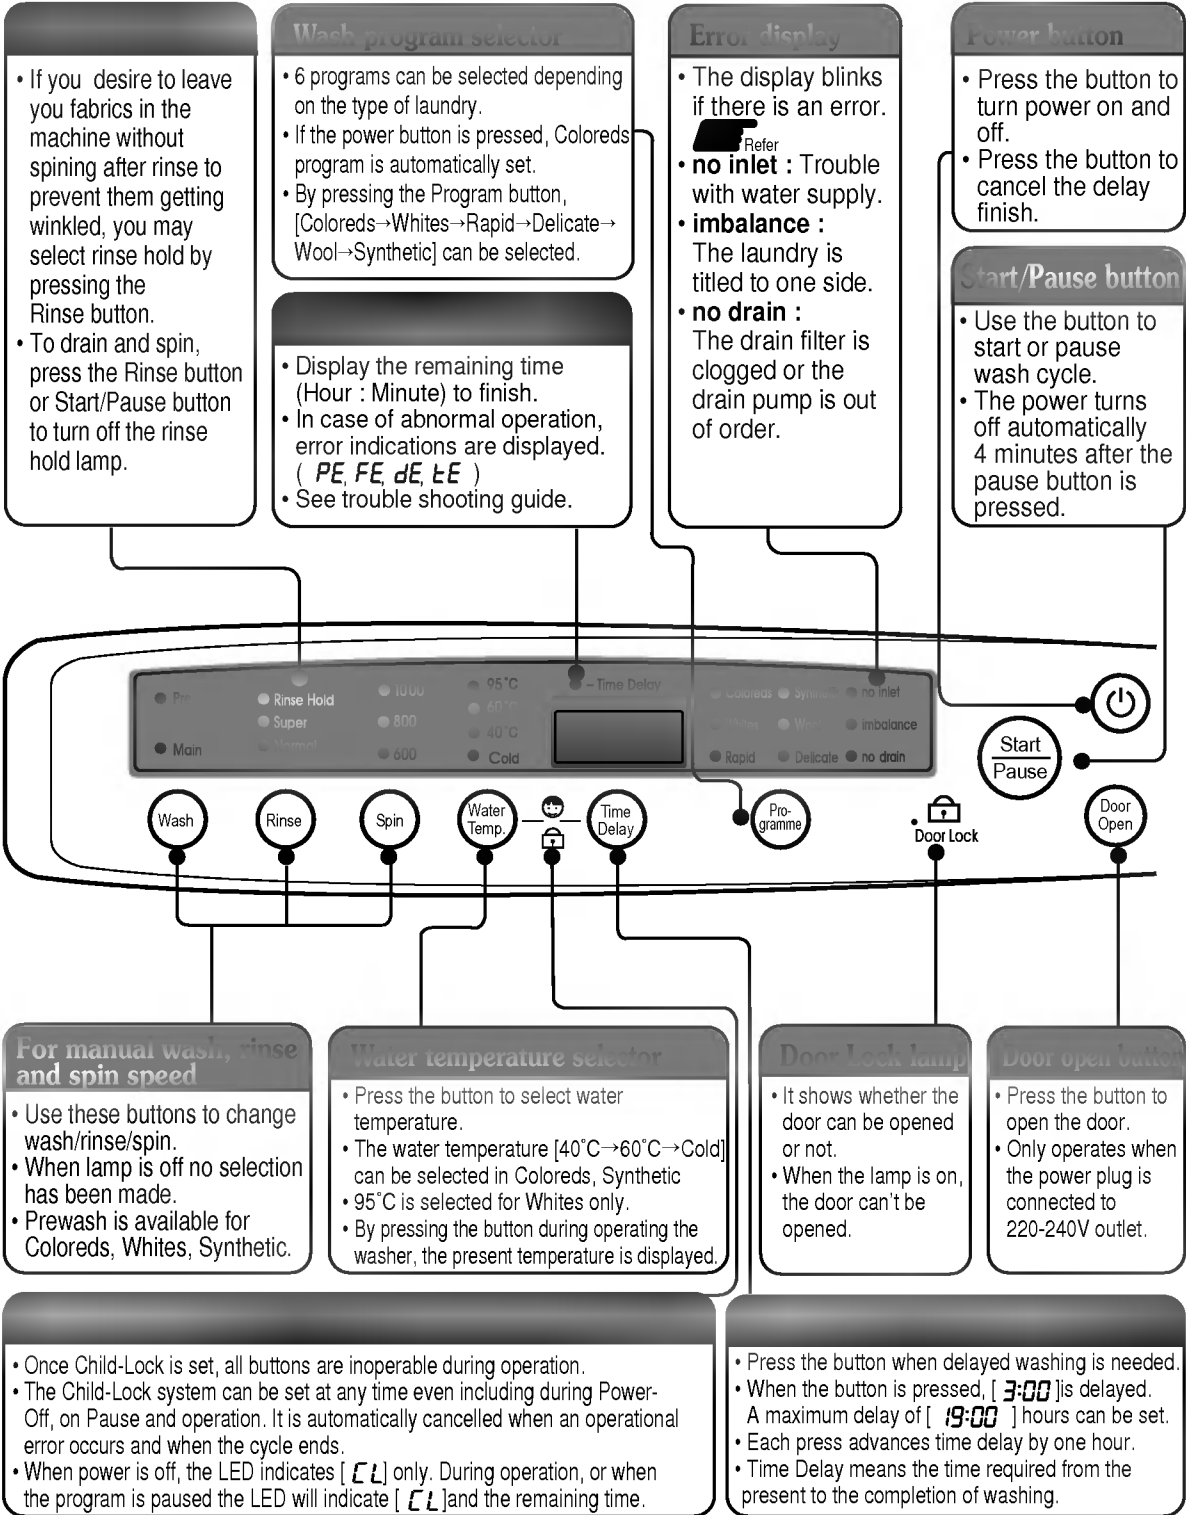 • If you desire to leave
you fabrics in the
machine without
spining after rinse to
prevent them getting
winkled, you may
select rinse hold by
pressing the
Rinse button.
• To drain and spin,
press the Rinse button
or Start/Pause button
to turn off the rinse
hold lamp.
Wash program selector
• 6 programs can be selected depending
on the type of laundry.
• If the power button is pressed, Coloreds
program is automatically set.
• By pressing the Program button,
[Coloreds→Whites→Rapid→Delicate→
Wool→Synthetic] can be selected.
• Display the remaining time
(Hour : Minute) to finish.
• In case of abnormal operation,
error indications are displayed.
( PE, FE, dE, tE )
• See trouble shooting guide.
Error display
• The display blinks
if there is an error.
Refer
• no inlet : Trouble
with water supply.
• imbalance :
The laundry is
titled to one side.
• no drain :
The drain filter is
clogged or the
drain pump is out
of order.
Power button
• Press the button to
turn power on and
off.
• Press the button to
cancel the delay
finish.
Start/Pause button
• Use the button to
start or pause
wash cycle.
• The power turns
off automatically
4 minutes after the
pause button is
pressed.
Pre
Main
Rinse Hold
Super
Normal
1000
800
600
95°C
60°C
40°C
Cold
– Time Delay
Coloreds
Whites
Rapid
Synthetic
Wool
Delicate
no inlet
imbalance
no drain
Start
Pause
Wash
Rinse
Spin
Water
Temp.
Time
Delay
Pro-
gramme
Door Lock
Door
Open
For manual wash, rinse
and spin speed
• Use these buttons to change
wash/rinse/spin.
• When lamp is off no selection
has been made.
• Prewash is available for
Coloreds, Whites, Synthetic.
Water temperature selector
• Press the button to select water
temperature.
• The water temperature [40°C→60°C→Cold]
can be selected in Coloreds, Synthetic
• 95°C is selected for Whites only.
• By pressing the button during operating the
washer, the present temperature is displayed.
Door Lock lamp
• It shows whether the
door can be opened
or not.
• When the lamp is on,
the door can't be
opened.
Door open button
• Press the button to
open the door.
• Only operates when
the power plug is
connected to
220-240V outlet.
• Once Child-Lock is set, all buttons are inoperable during operation.
• The Child-Lock system can be set at any time even including during Power-
Off, on Pause and operation. It is automatically cancelled when an operational
error occurs and when the cycle ends.
• When power is off, the LED indicates [ CL] only. During operation, or when
the program is paused the LED will indicate [ CL ]and the remaining time.
• Press the button when delayed washing is needed.
• When the button is pressed, [ 3:00 ]is delayed.
A maximum delay of [ 19:00 ] hours can be set.
• Each press advances time delay by one hour.
• Time Delay means the time required from the
present to the completion of washing.